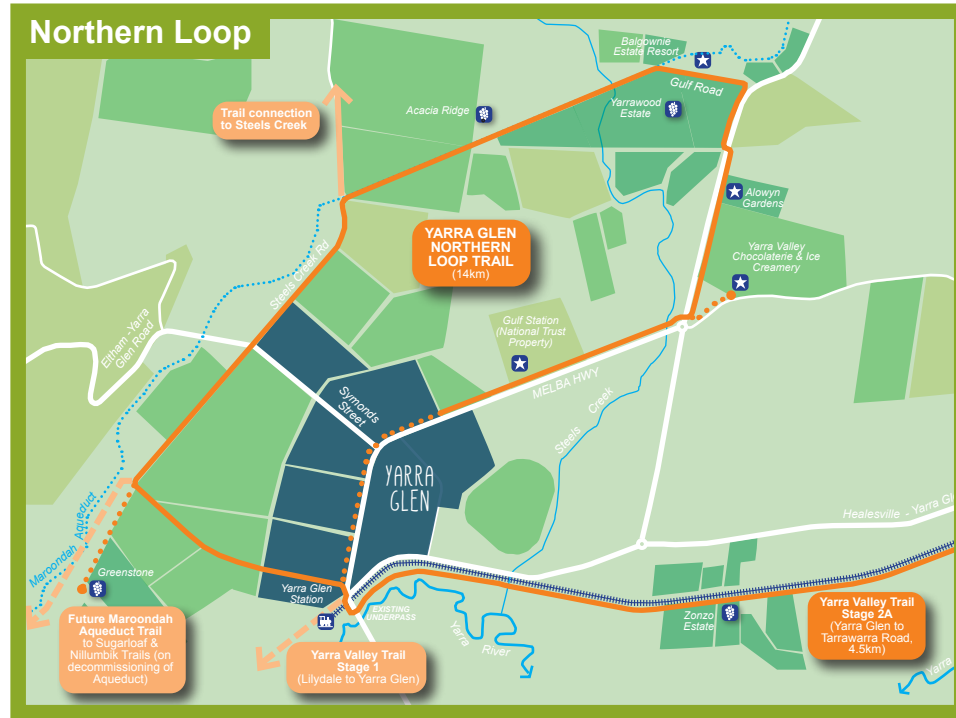 Northern Loop
Balgownie
Estate Resort
Gulf Road
Trail connection
to Steels Creek
Acacia Ridge
Yarrawood
Estate
Alowyn
Gardens
YARRA GLEN
NORTHERN
LOOP TRAIL
(14km)
Yarra Valley
Chocolaterie & Ice
Creamery
Steels Creek Rd
Eltham -Yarra
Glen Road
Gulf Station
(National Trust
Property)
MELBA HWY
Symonds
Street
Steels Creek
YARRA
GLEN
Maroondah Aqueduct
Healesville - Yarra Gle
Greenstone
Yarra Glen
Station
EXISTING
UNDERPASS
Yarra River
Zonzo
Estate
Future Maroondah
Aqueduct Trail
to Sugarloaf &
Nillumbik Trails (on
decommissioning of
Aqueduct)
Yarra Valley Trail
Stage 1
(Lilydale to Yarra Glen)
Yarra Valley Trail
Stage 2A
(Yarra Glen to
Tarrawarra Road,
4.5km)
Yarra